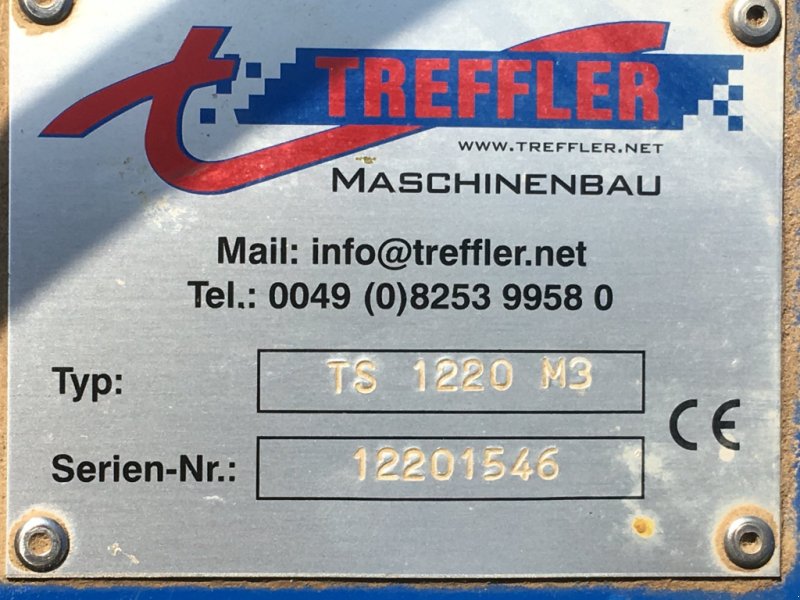 TREFFLER
WWW.TREFFLER.NET
MASCHINENBAU
Mail: info@treffler.net
Tel.: 0049 (0)8253 9958 0
Typ: TS 1220 M3
CE
Serien-Nr.: 12201546